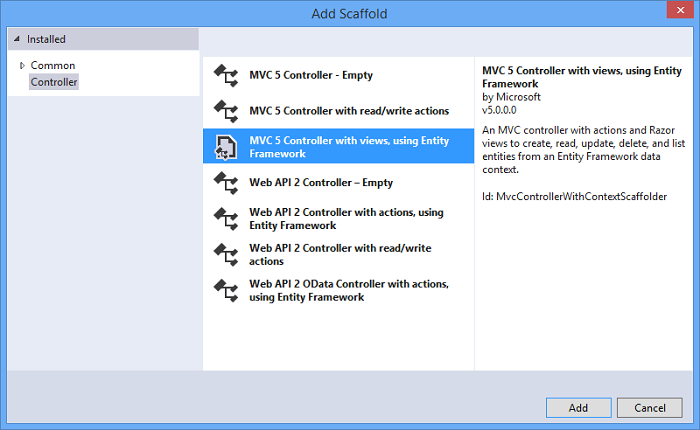 Add Scaffold
Installed
Common
Controller
MVC 5 Controller - Empty
MVC 5 Controller with read/write actions
MVC 5 Controller with views, using Entity
Framework
Web API 2 Controller – Empty
Web API 2 Controller with actions, using
Entity Framework
Web API 2 Controller with read/write
actions
Web API 2 OData Controller with actions,
using Entity Framework
MVC 5 Controller with views, using Entity
Framework
by Microsoft
v5.0.0.0
An MVC controller with actions and Razor
views to create, read, update, delete, and list
entities from an Entity Framework data
context.
Id: MvcControllerWithContextScaffolder
Add
Cancel